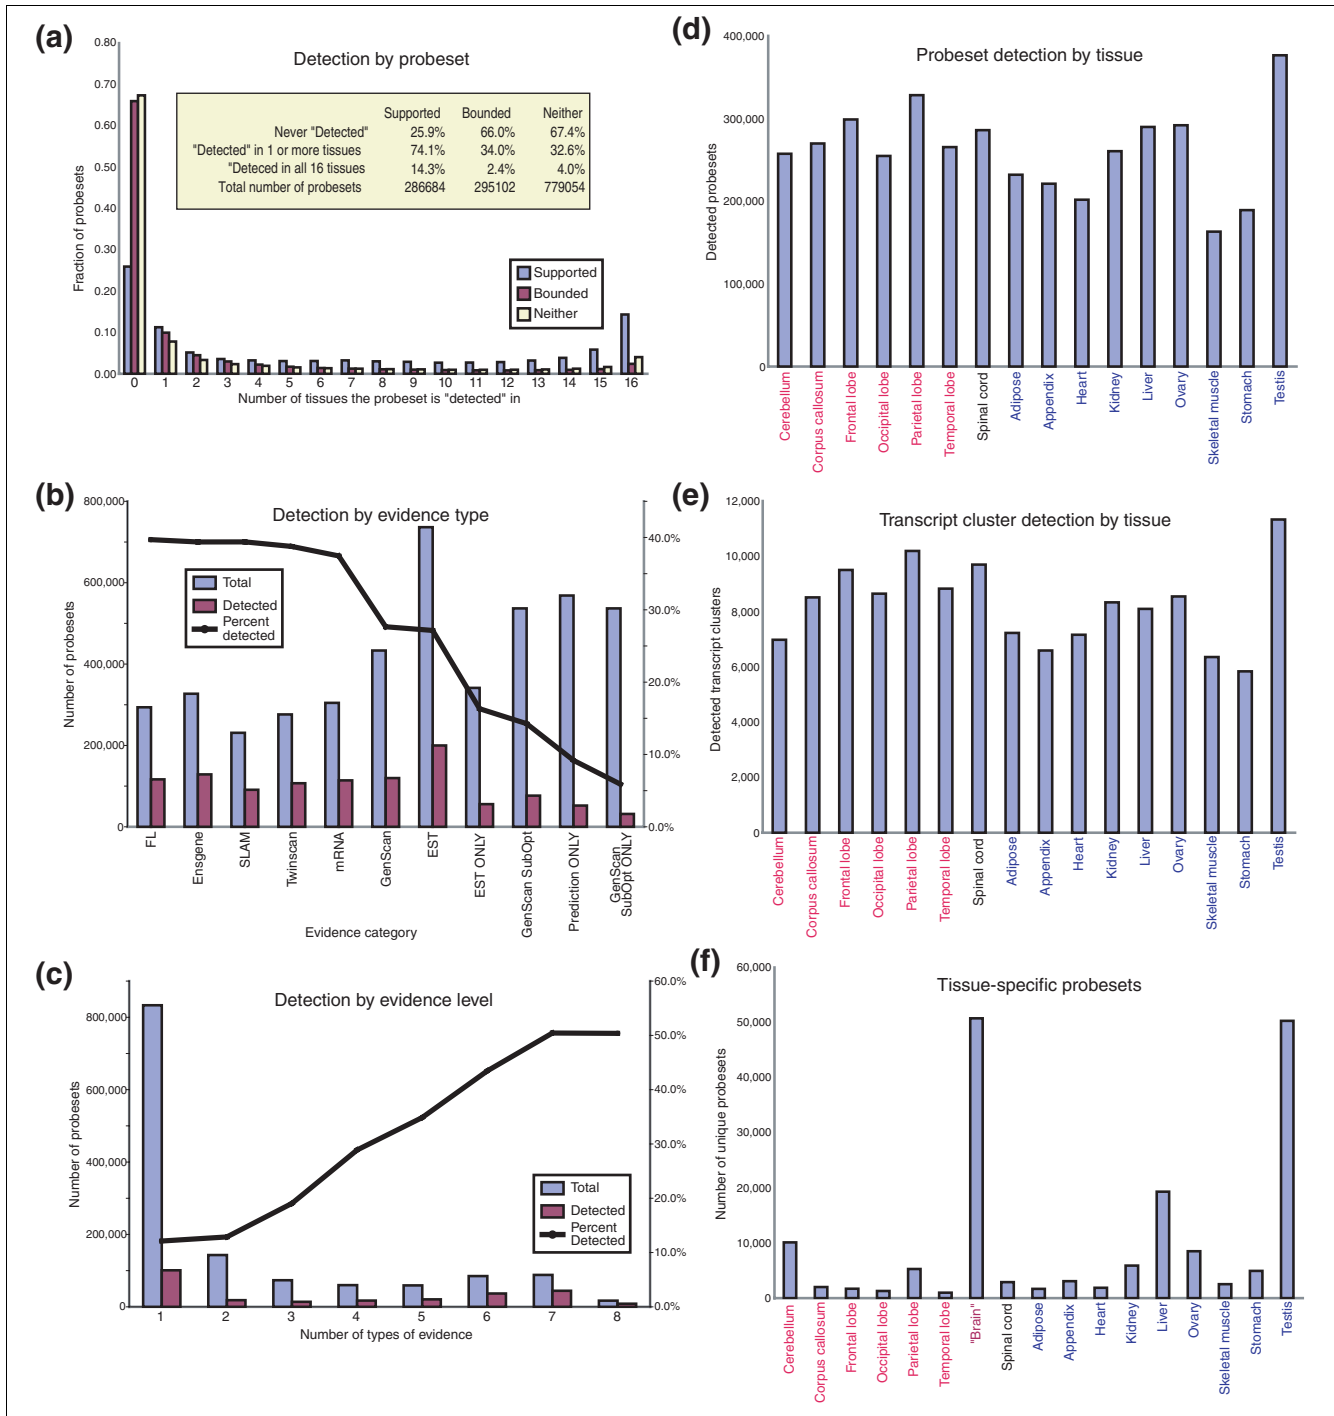 (a)
Detection by probeset
0.80
0.70
0.60
0.50
0.40
0.30
0.20
0.10
0.00
Fraction of probesets
Supported Bounded Neither
Never "Detected" 25.9% 66.0% 67.4%
"Detected" in 1 or more tissues 74.1% 34.0% 32.6%
"Deteced in all 16 tissues 14.3% 2.4% 4.0%
Total number of probesets 286684 295102 779054
Supported
Bounded
Neither
0 1 2 3 4 5 6 7 8 9 10 11 12 13 14 15 16
Number of tissues the probeset is "detected" in
(b)
Detection by evidence type
800,000
600,000
400,000
200,000
0
Number of probesets
40.0%
30.0%
20.0%
10.0%
0.0%
Total
Detected
Percent
detected
FL
Ensgene
SLAM
Twinscan
mRNA
GenScan
EST
EST ONLY
GenScan SubOpt
Prediction ONLY
GenScan
SubOpt ONLY
Evidence category
(c)
Detection by evidence level
800,000
600,000
400,000
200,000
0
Number of probesets
60.0%
50.0%
40.0%
30.0%
20.0%
10.0%
0.0%
Total
Detected
Percent
Detected
1 2 3 4 5 6 7 8
Number of types of evidence
(d)
Probeset detection by tissue
400,000
300,000
200,000
100,000
0
Detected probesets
Cerebellum
Corpus callosum
Frontal lobe
Occipital lobe
Parietal lobe
Temporal lobe
Spinal cord
Adipose
Appendix
Heart
Kidney
Liver
Ovary
Skeletal muscle
Stomach
Testis
(e)
Transcript cluster detection by tissue
12,000
10,000
8,000
6,000
4,000
2,000
0
Detected transcript clusters
Cerebellum
Corpus callosum
Frontal lobe
Occipital lobe
Parietal lobe
Temporal lobe
Spinal cord
Adipose
Appendix
Heart
Kidney
Liver
Ovary
Skeletal muscle
Stomach
Testis
(f)
Tissue-specific probesets
60,000
50,000
40,000
30,000
20,000
10,000
0
Number of unique probesets
Cerebellum
Corpus callosum
Frontal lobe
Occipital lobe
Parietal lobe
Temporal lobe
"Brain"
Spinal cord
Adipose
Appendix
Heart
Kidney
Liver
Ovary
Skeletal muscle
Stomach
Testis